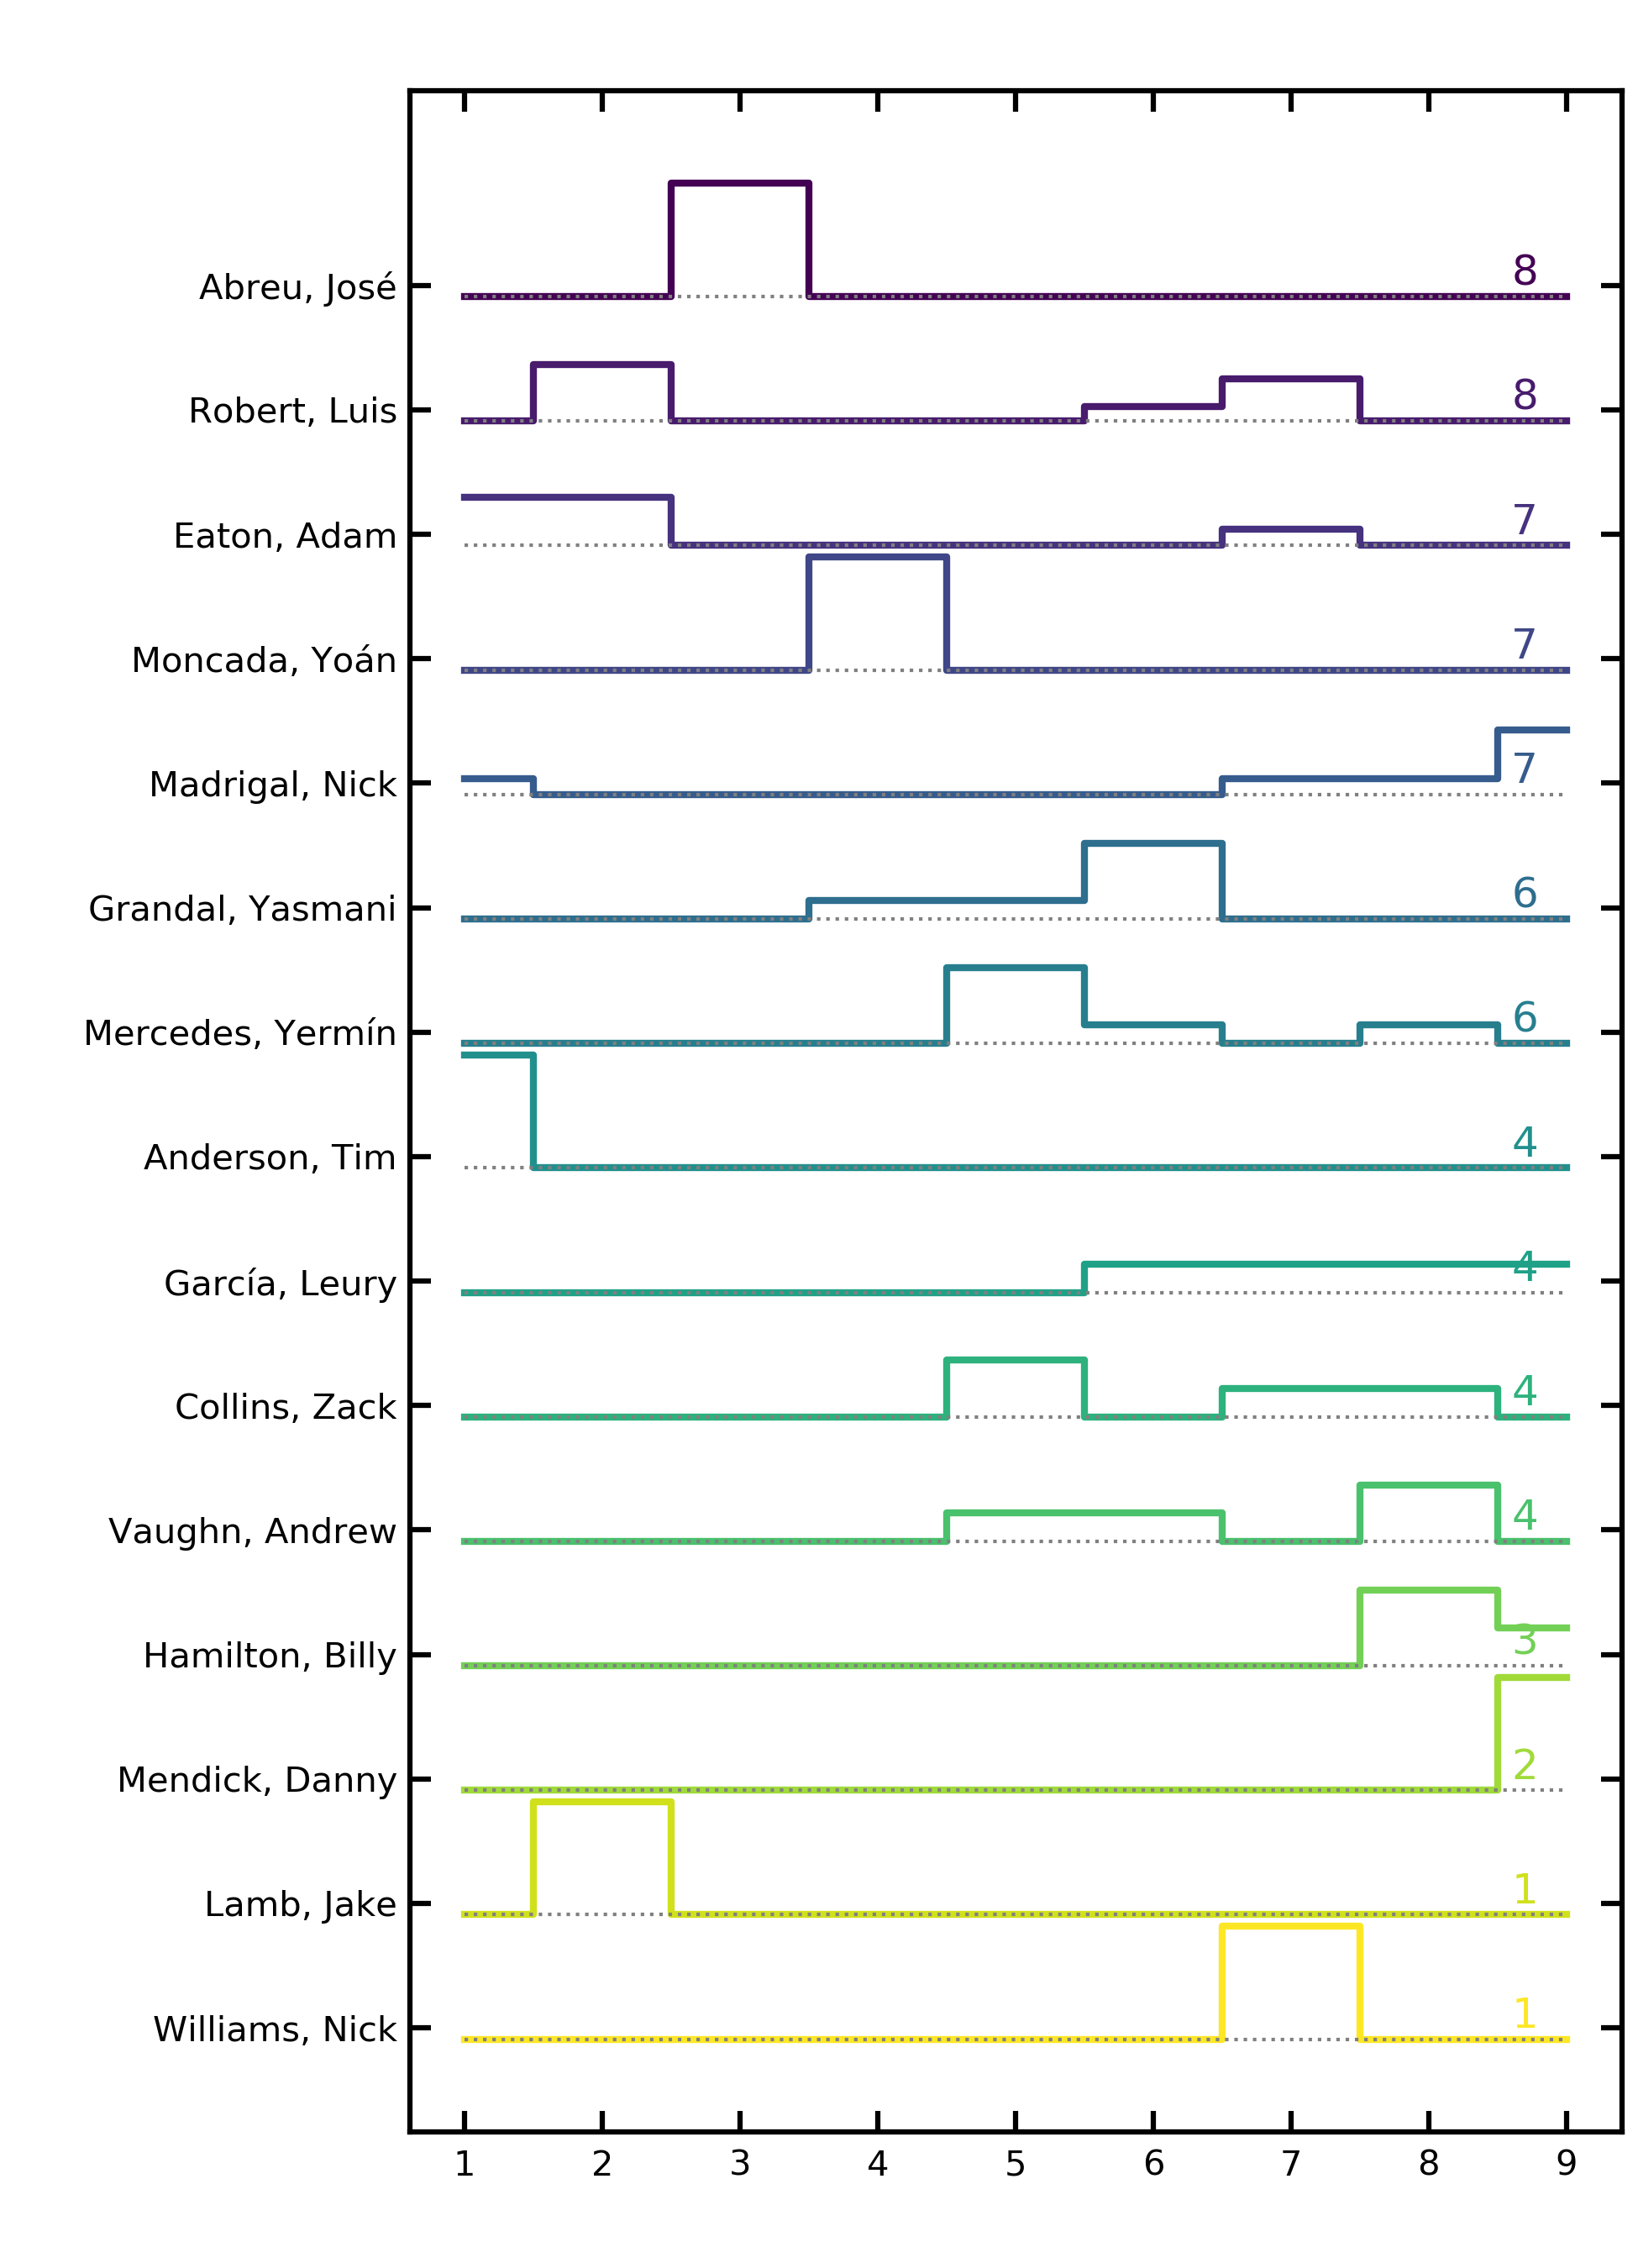 Abreu, José 8
Robert, Luis 8
Eaton, Adam 7
Moncada, Yoán 7
Madrigal, Nick 7
Grandal, Yasmani 6
Mercedes, Yermín 6
Anderson, Tim 4
García, Leury 4
Collins, Zack 4
Vaughn, Andrew 4
Hamilton, Billy 3
Mendick, Danny 2
Lamb, Jake 1
Williams, Nick 1
1 2 3 4 5 6 7 8 9